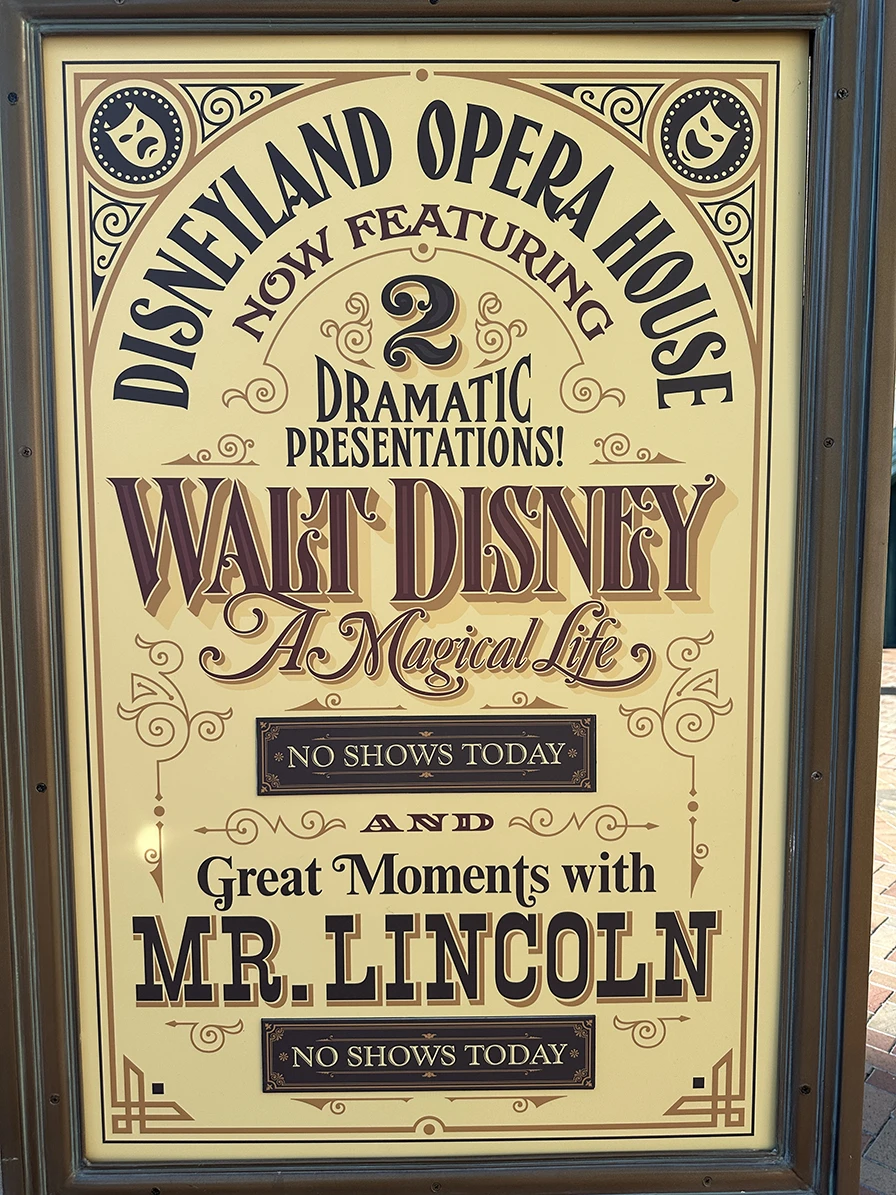 DISNEYLAND OPERA HOUSE
NOW FEATURING
2
DRAMATIC
PRESENTATIONS!
WALT DISNEY
A Magical Life
NO SHOWS TODAY
AND
Great Moments with
MR. LINCOLN
NO SHOWS TODAY